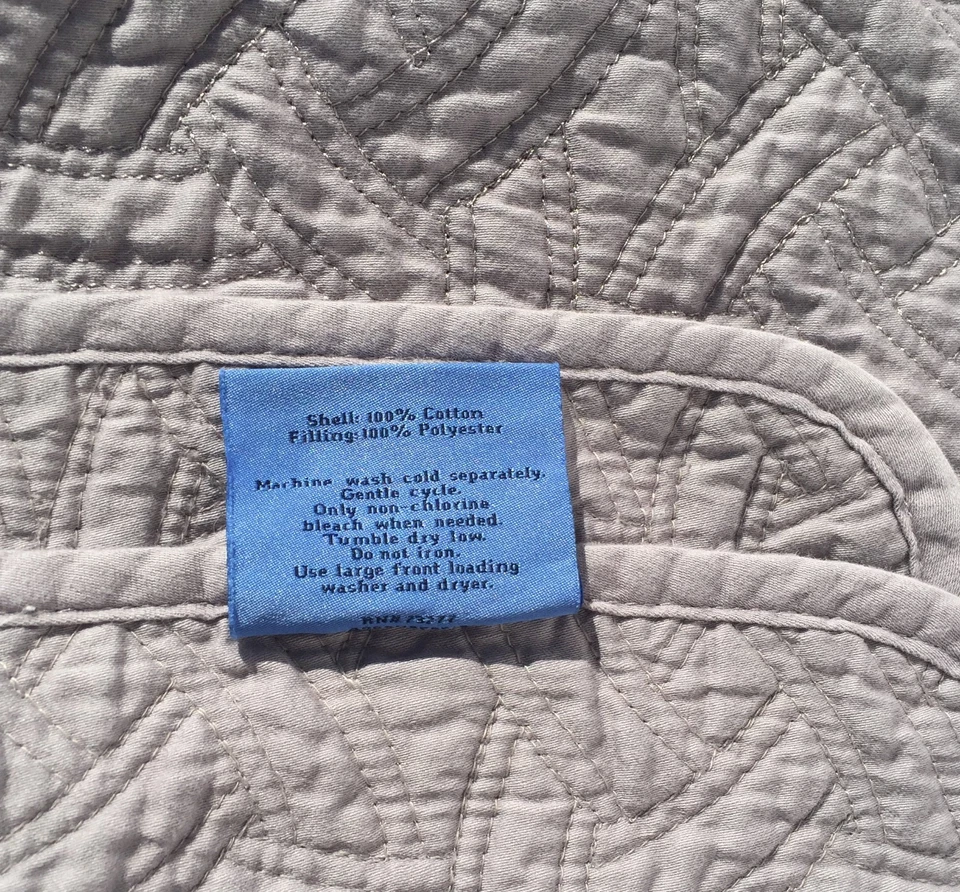 Shell: 100% Cotton
Filling: 100% Polyester
Machine wash cold separately.
Gentle cycle.
Only non-chlorine
bleach when needed.
Tumble dry low.
Do not iron.
Use large front loading
washer and dryer.
RN#